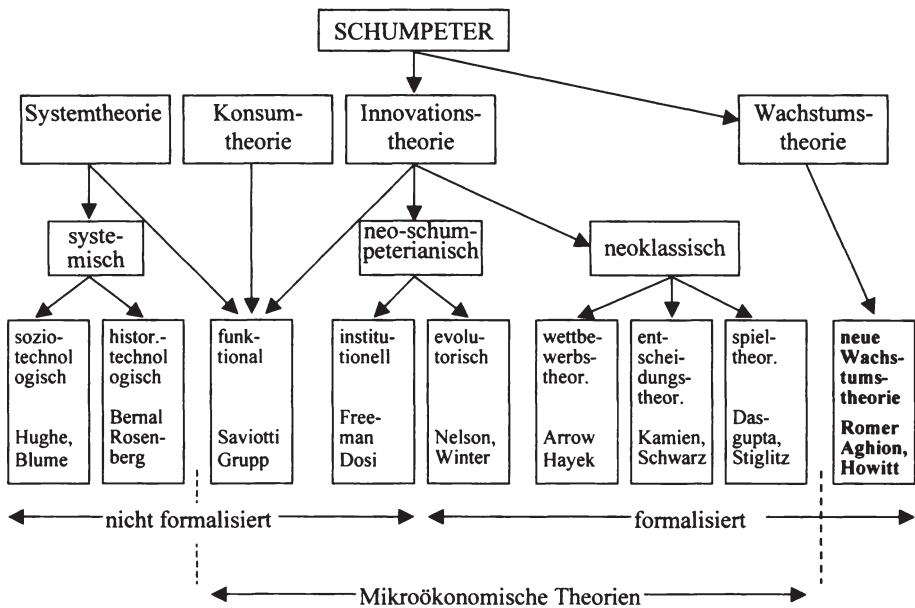 SCHUMPETER
Systemtheorie
Konsum-
theorie
Innovations-
theorie
Wachstums-
theorie
syste-
misch
neo-schum-
peterianisch
neoklassisch
sozio-
technol
ogisch
Hughe,
Blume
histor.-
technol
ogisch
Bernal
Rosen-
berg
funk-
tional
Saviotti
Grupp
institu-
tionell
Free-
man
Dosi
evolu-
torisch
Nelson,
Winter
wettbe-
werbs-
theor.
Arrow
Hayek
ent-
schei-
dungs-
theor.
Kamien,
Schwarz
spiel-
theor.
Das-
gupta,
Stiglitz
neue
Wachs-
tums-
theorie
Romer
Aghion,
Howitt
nicht formalisiert
formalisiert
Mikroökonomische Theorien